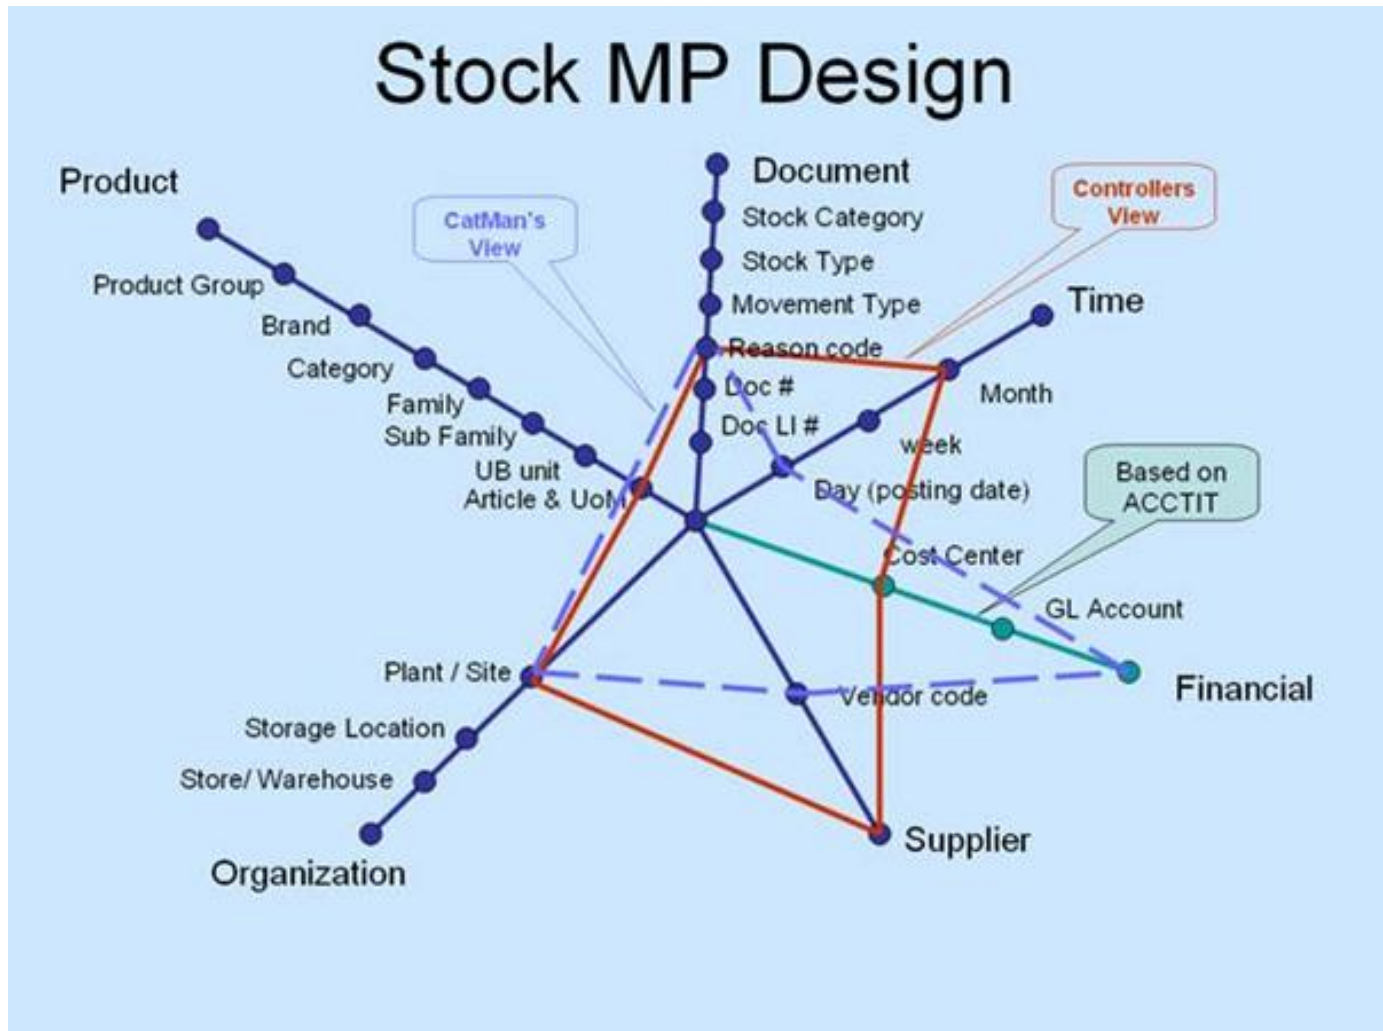 Stock MP Design
Product
Document
CatMan's
View
Controllers
View
Stock Category
Stock Type
Product Group
Time
Movement Type
Brand
Reason code
Category
Doc #
Month
Family
Doc LI #
Sub Family
week
UB unit
Based on
ACCTIT
Article & UoM
Day (posting date)
Cost Center
GL Account
Plant / Site
Vendor code
Financial
Storage Location
Store/ Warehouse
Supplier
Organization